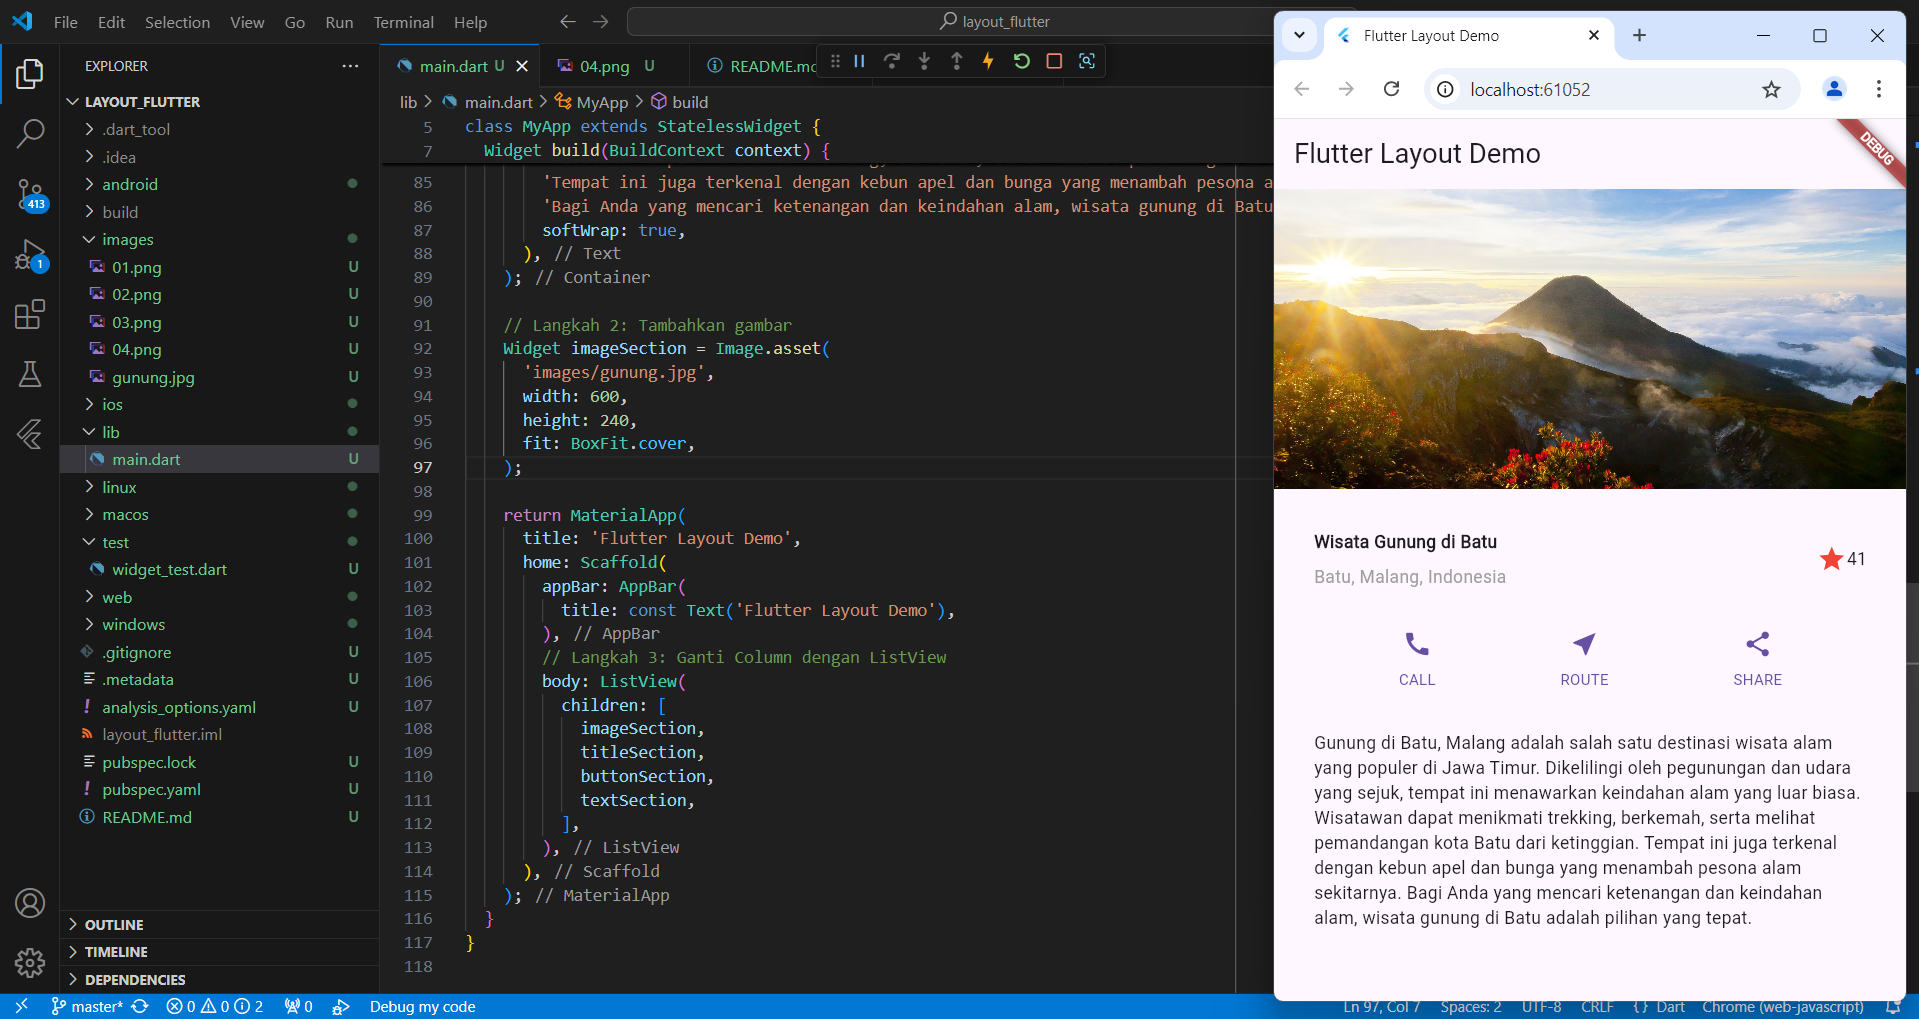 File Edit Selection View Go Run Terminal Help
layout_flutter
EXPLORER
LAYOUT_FLUTTER
.dart_tool
.idea
android
build
images
01.png U
02.png U
03.png U
04.png U
gunung.jpg U
ios
lib
main.dart U
linux
macos
test
widget_test.dart U
web
windows
.gitignore U
.metadata U
analysis_options.yaml U
layout_flutter.iml
pubspec.lock U
pubspec.yaml U
README.md U
OUTLINE
TIMELINE
DEPENDENCIES
413
1
main.dart U
04.png U
README.md
lib > main.dart > MyApp > build
5 class MyApp extends StatelessWidget {
7 Widget build(BuildContext context) {
85 'Tempat ini juga terkenal dengan kebun apel dan bunga yang menambah pesona a
86 'Bagi Anda yang mencari ketenangan dan keindahan alam, wisata gunung di Batu
87 softWrap: true,
88 ), // Text
89 ); // Container
90
91 // Langkah 2: Tambahkan gambar
92 Widget imageSection = Image.asset(
93 'images/gunung.jpg',
94 width: 600,
95 height: 240,
96 fit: BoxFit.cover,
97 );
98
99 return MaterialApp(
100 title: 'Flutter Layout Demo',
101 home: Scaffold(
102 appBar: AppBar(
103 title: const Text('Flutter Layout Demo'),
104 ), // AppBar
105 // Langkah 3: Ganti Column dengan ListView
106 body: ListView(
107 children: [
108 imageSection,
109 titleSection,
110 buttonSection,
111 textSection,
112 ],
113 ), // ListView
114 ), // Scaffold
115 ); // MaterialApp
116 }
117 }
118
Flutter Layout Demo
localhost:61052
Flutter Layout Demo
DEBUG
Wisata Gunung di Batu
Batu, Malang, Indonesia
41
CALL ROUTE SHARE
Gunung di Batu, Malang adalah salah satu destinasi wisata alam
yang populer di Jawa Timur. Dikelilingi oleh pegunungan dan udara
yang sejuk, tempat ini menawarkan keindahan alam yang luar biasa.
Wisatawan dapat menikmati trekking, berkemah, serta melihat
pemandangan kota Batu dari ketinggian. Tempat ini juga terkenal
dengan kebun apel dan bunga yang menambah pesona alam
sekitarnya. Bagi Anda yang mencari ketenangan dan keindahan
alam, wisata gunung di Batu adalah pilihan yang tepat.
master* 0 0 2 0 Debug my code
Ln 97, Col 7 Spaces: 2 UTF-8 CRLF {} Dart Chrome (web-javascript)